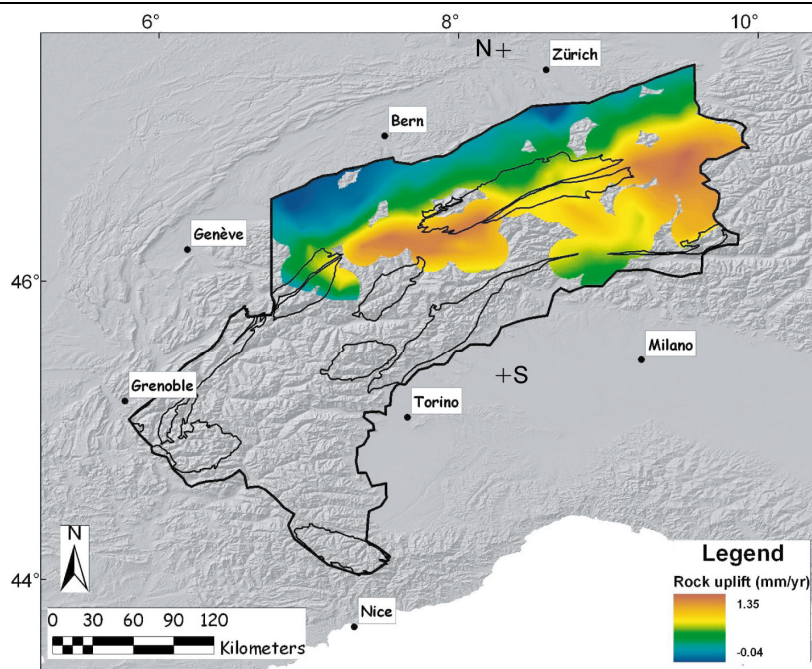 6° 8° 10°
N +
Zürich
Bern
Genève
46°
Milano
+S
Grenoble
Torino
N
44°
Legend
Rock uplift (mm/yr)
1.35
-0.04
Nice
0 30 60 90 120
Kilometers